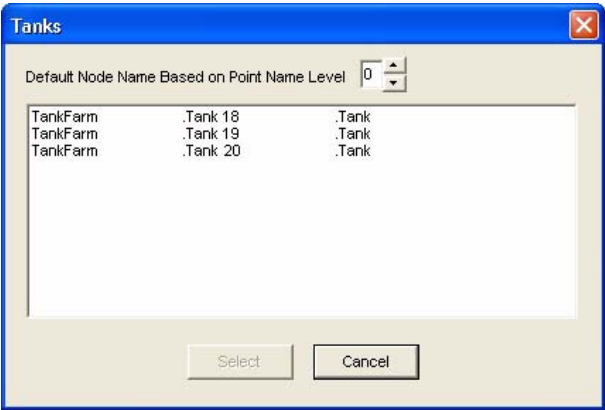 Tanks
Default Node Name Based on Point Name Level 0
TankFarm .Tank 18 .Tank
TankFarm .Tank 19 .Tank
TankFarm .Tank 20 .Tank
Select Cancel